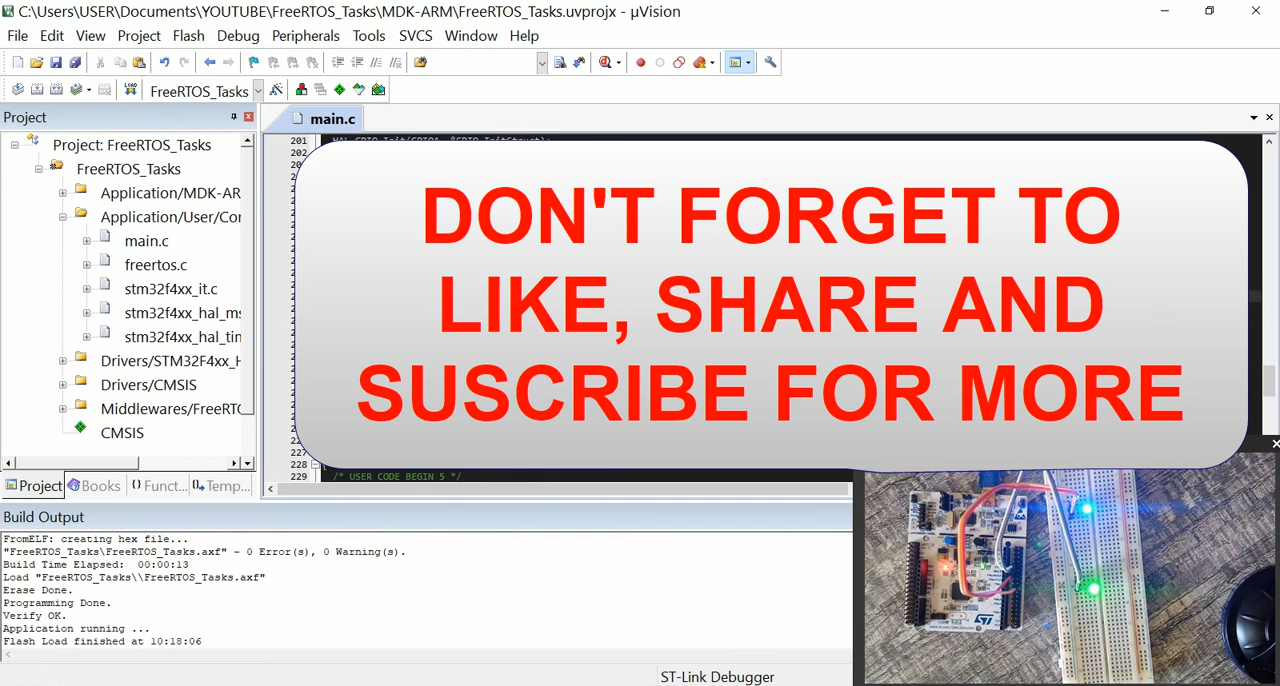 C:\Users\USER\Documents\YOUTUBE\FreeRTOS_Tasks\MDK-ARM\FreeRTOS_Tasks.uvprojx - µVision
File Edit View Project Flash Debug Peripherals Tools SVCS Window Help
LOAD
FreeRTOS_Tasks
Project
main.c
Project: FreeRTOS_Tasks
FreeRTOS_Tasks
Application/MDK-AR
Application/User/Cor
main.c
freertos.c
stm32f4xx_it.c
stm32f4xx_hal_ms
stm32f4xx_hal_tin
Drivers/STM32F4xx_H
Drivers/CMSIS
Middlewares/FreeRTO
CMSIS
201
202
DON'T FORGET TO
LIKE, SHARE AND
SUSCRIBE FOR MORE
228
229 /* USER CODE BEGIN 5 */
Project Books {} Funct... Temp...
Build Output
FromELF: creating hex file...
"FreeRTOS_Tasks\FreeRTOS_Tasks.axf" - 0 Error(s), 0 Warning(s).
Build Time Elapsed: 00:00:13
Load "FreeRTOS_Tasks\\FreeRTOS_Tasks.axf"
Erase Done.
Programming Done.
Verify OK.
Application running ...
Flash Load finished at 10:18:06
ST-Link Debugger
ST